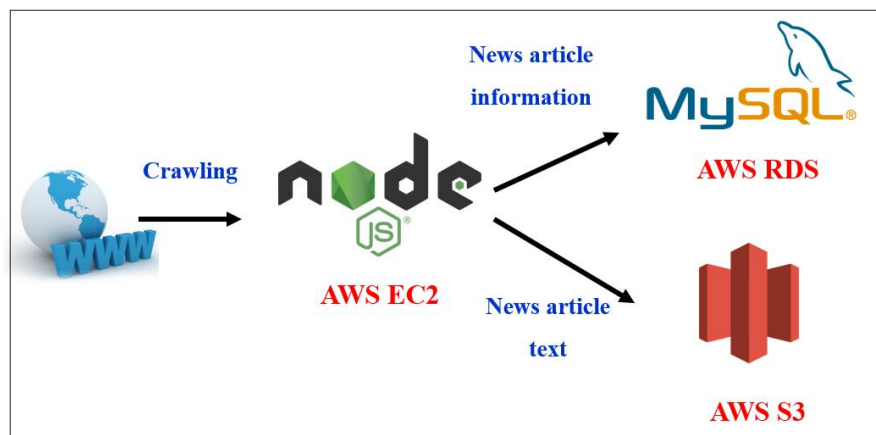 News article
information
MySQL®
AWS RDS
Crawling
node
JS®
WWW
AWS EC2
News article
text
AWS S3